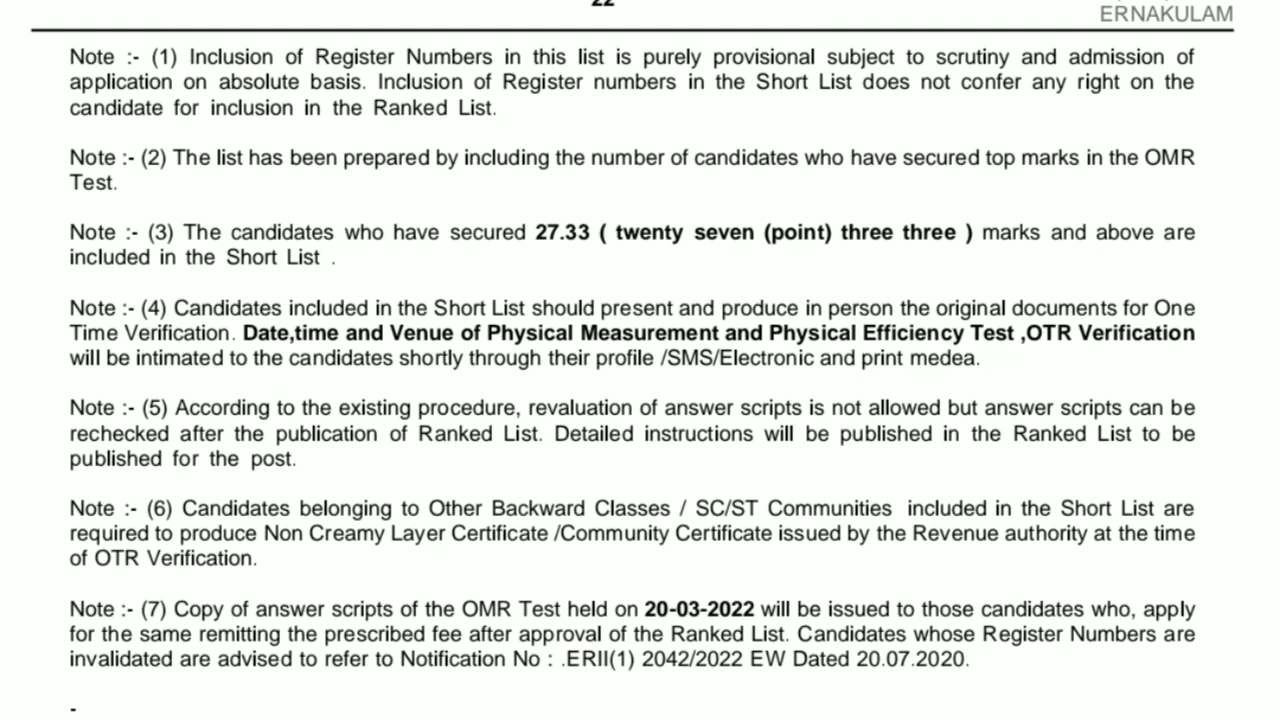 22
ERNAKULAM
Note :- (1) Inclusion of Register Numbers in this list is purely provisional subject to scrutiny and admission of
application on absolute basis. Inclusion of Register numbers in the Short List does not confer any right on the
candidate for inclusion in the Ranked List.
Note :- (2) The list has been prepared by including the number of candidates who have secured top marks in the OMR
Test.
Note :- (3) The candidates who have secured 27.33 ( twenty seven (point) three three ) marks and above are
included in the Short List .
Note :- (4) Candidates included in the Short List should present and produce in person the original documents for One
Time Verification. Date,time and Venue of Physical Measurement and Physical Efficiency Test ,OTR Verification
will be intimated to the candidates shortly through their profile /SMS/Electronic and print medea.
Note :- (5) According to the existing procedure, revaluation of answer scripts is not allowed but answer scripts can be
rechecked after the publication of Ranked List. Detailed instructions will be published in the Ranked List to be
published for the post.
Note :- (6) Candidates belonging to Other Backward Classes / SC/ST Communities included in the Short List are
required to produce Non Creamy Layer Certificate /Community Certificate issued by the Revenue authority at the time
of OTR Verification.
Note :- (7) Copy of answer scripts of the OMR Test held on 20-03-2022 will be issued to those candidates who, apply
for the same remitting the prescribed fee after approval of the Ranked List. Candidates whose Register Numbers are
invalidated are advised to refer to Notification No : .ERII(1) 2042/2022 EW Dated 20.07.2020.
-